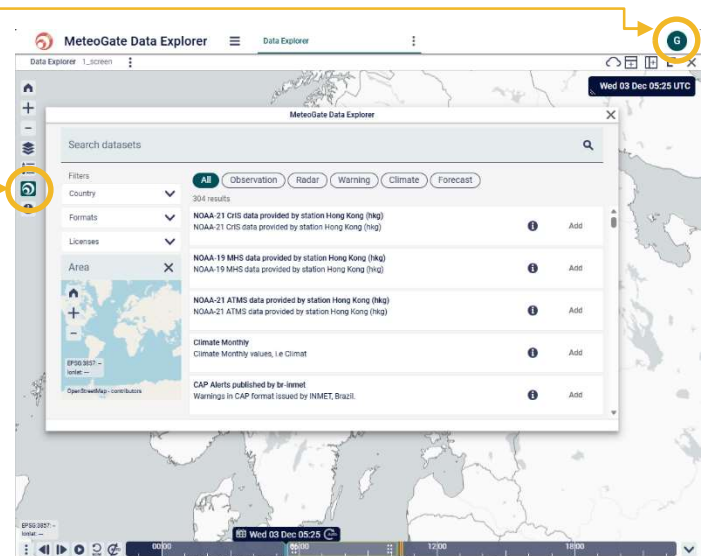 MeteoGate Data Explorer
Data Explorer
G
Data Explorer 1_screen
Wed 03 Dec 05:25 UTC
MeteoGate Data Explorer
Search datasets
Filters
Country
Formats
Licenses
Area
EPSG:3857: --
lonlat: --
OpenStreetMap - contributors
All Observation Radar Warning Climate Forecast
304 results
NOAA-21 CrIS data provided by station Hong Kong (hkg)
NOAA-21 CrIS data provided by station Hong Kong (hkg)
Add
NOAA-19 MHS data provided by station Hong Kong (hkg)
NOAA-19 MHS data provided by station Hong Kong (hkg)
Add
NOAA-21 ATMS data provided by station Hong Kong (hkg)
NOAA-21 ATMS data provided by station Hong Kong (hkg)
Add
Climate Monthly
Climate Monthly values, i.e Climat
Add
CAP Alerts published by br-inmet
Warnings in CAP format issued by INMET, Brazil.
Add
EPSG:3857: --
lonlat: --
Wed 03 Dec 05:25
00:00 12:00 18:00